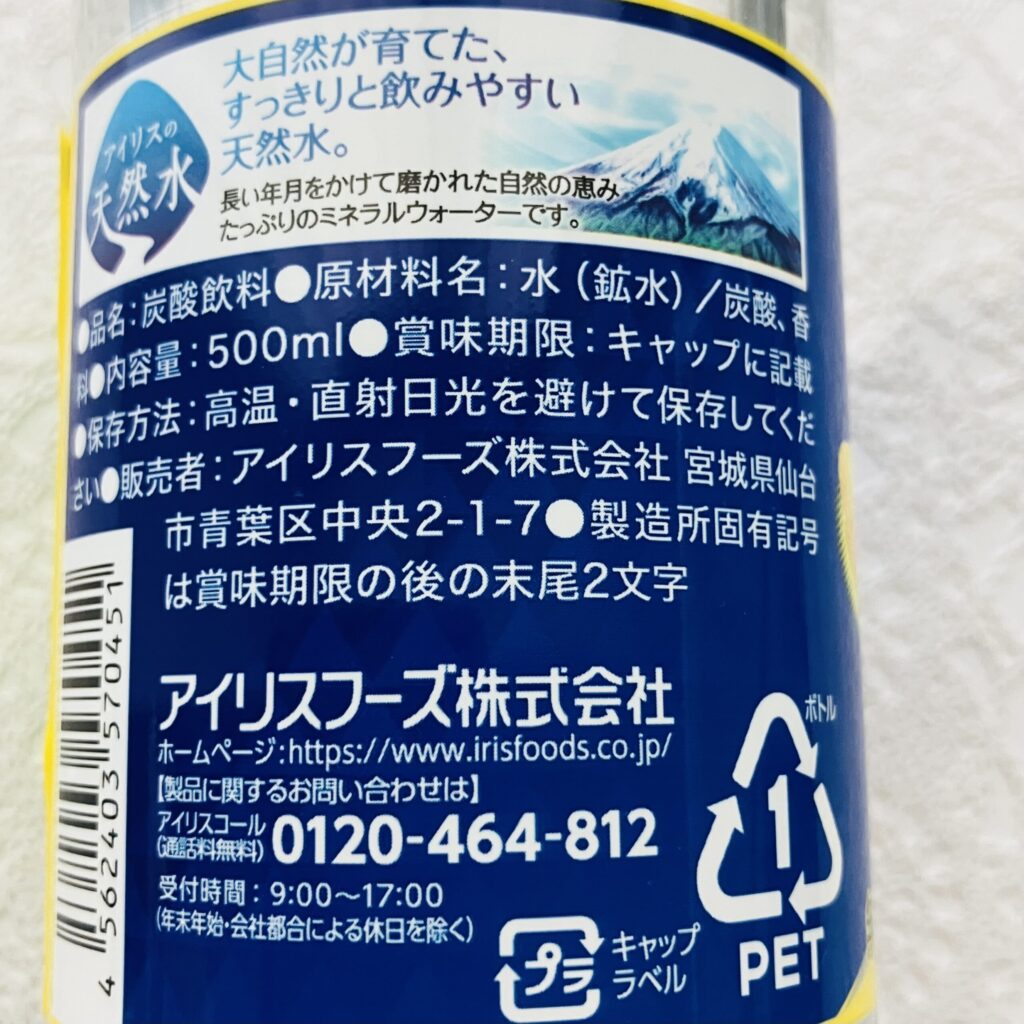 アイリスの
天然水
大自然が育てた、
すっきりと飲みやすい
天然水。
長い年月をかけて磨かれた自然の恵み
たっぷりのミネラルウォーターです。
●品名:炭酸飲料●原材料名:水(鉱水)/炭酸、香
料●内容量:500ml●賞味期限:キャップに記載
●保存方法:高温・直射日光を避けて保存してくだ
さい●販売者:アイリスフーズ株式会社 宮城県仙台
市青葉区中央2-1-7●製造所固有記号
は賞味期限の後の末尾2文字
アイリスフーズ株式会社
ホームページ:https://www.irisfoods.co.jp/
【製品に関するお問い合わせは】
アイリスコール
(通話料無料)
0120-464-812
受付時間:9:00～17:00
(年末年始・会社都合による休日を除く)
4 562403 570451
プラ
キャップ
ラベル
ボトル
1
PET